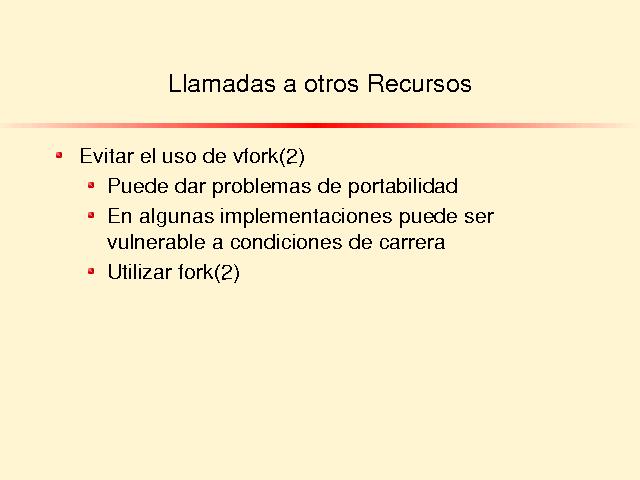 Llamadas a otros Recursos
Evitar el uso de vfork(2)
Puede dar problemas de portabilidad
En algunas implementaciones puede ser
vulnerable a condiciones de carrera
Utilizar fork(2)